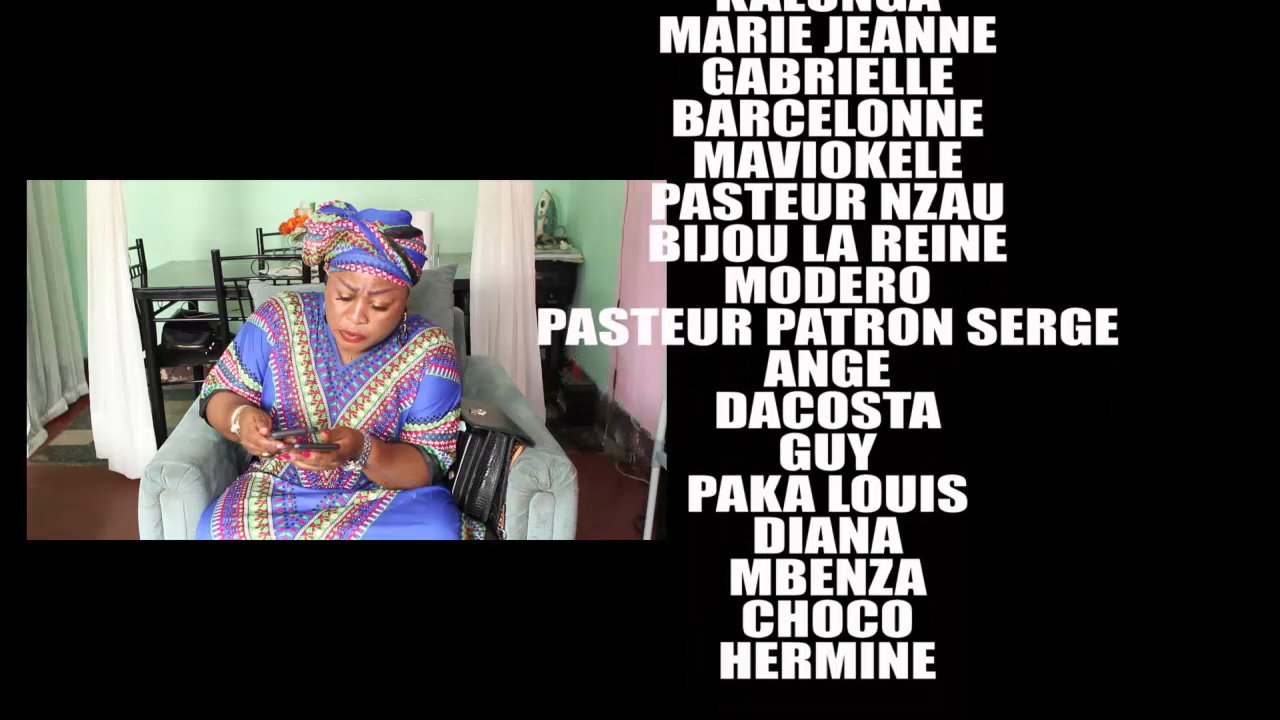 KALONGA
MARIE JEANNE
GABRIELLE
BARCELONNE
MAVIOKELE
PASTEUR NZAU
BIJOU LA REINE
MODERO
PASTEUR PATRON SERGE
ANGE
DACOSTA
GUY
PAKA LOUIS
DIANA
MBENZA
CHOCO
HERMINE